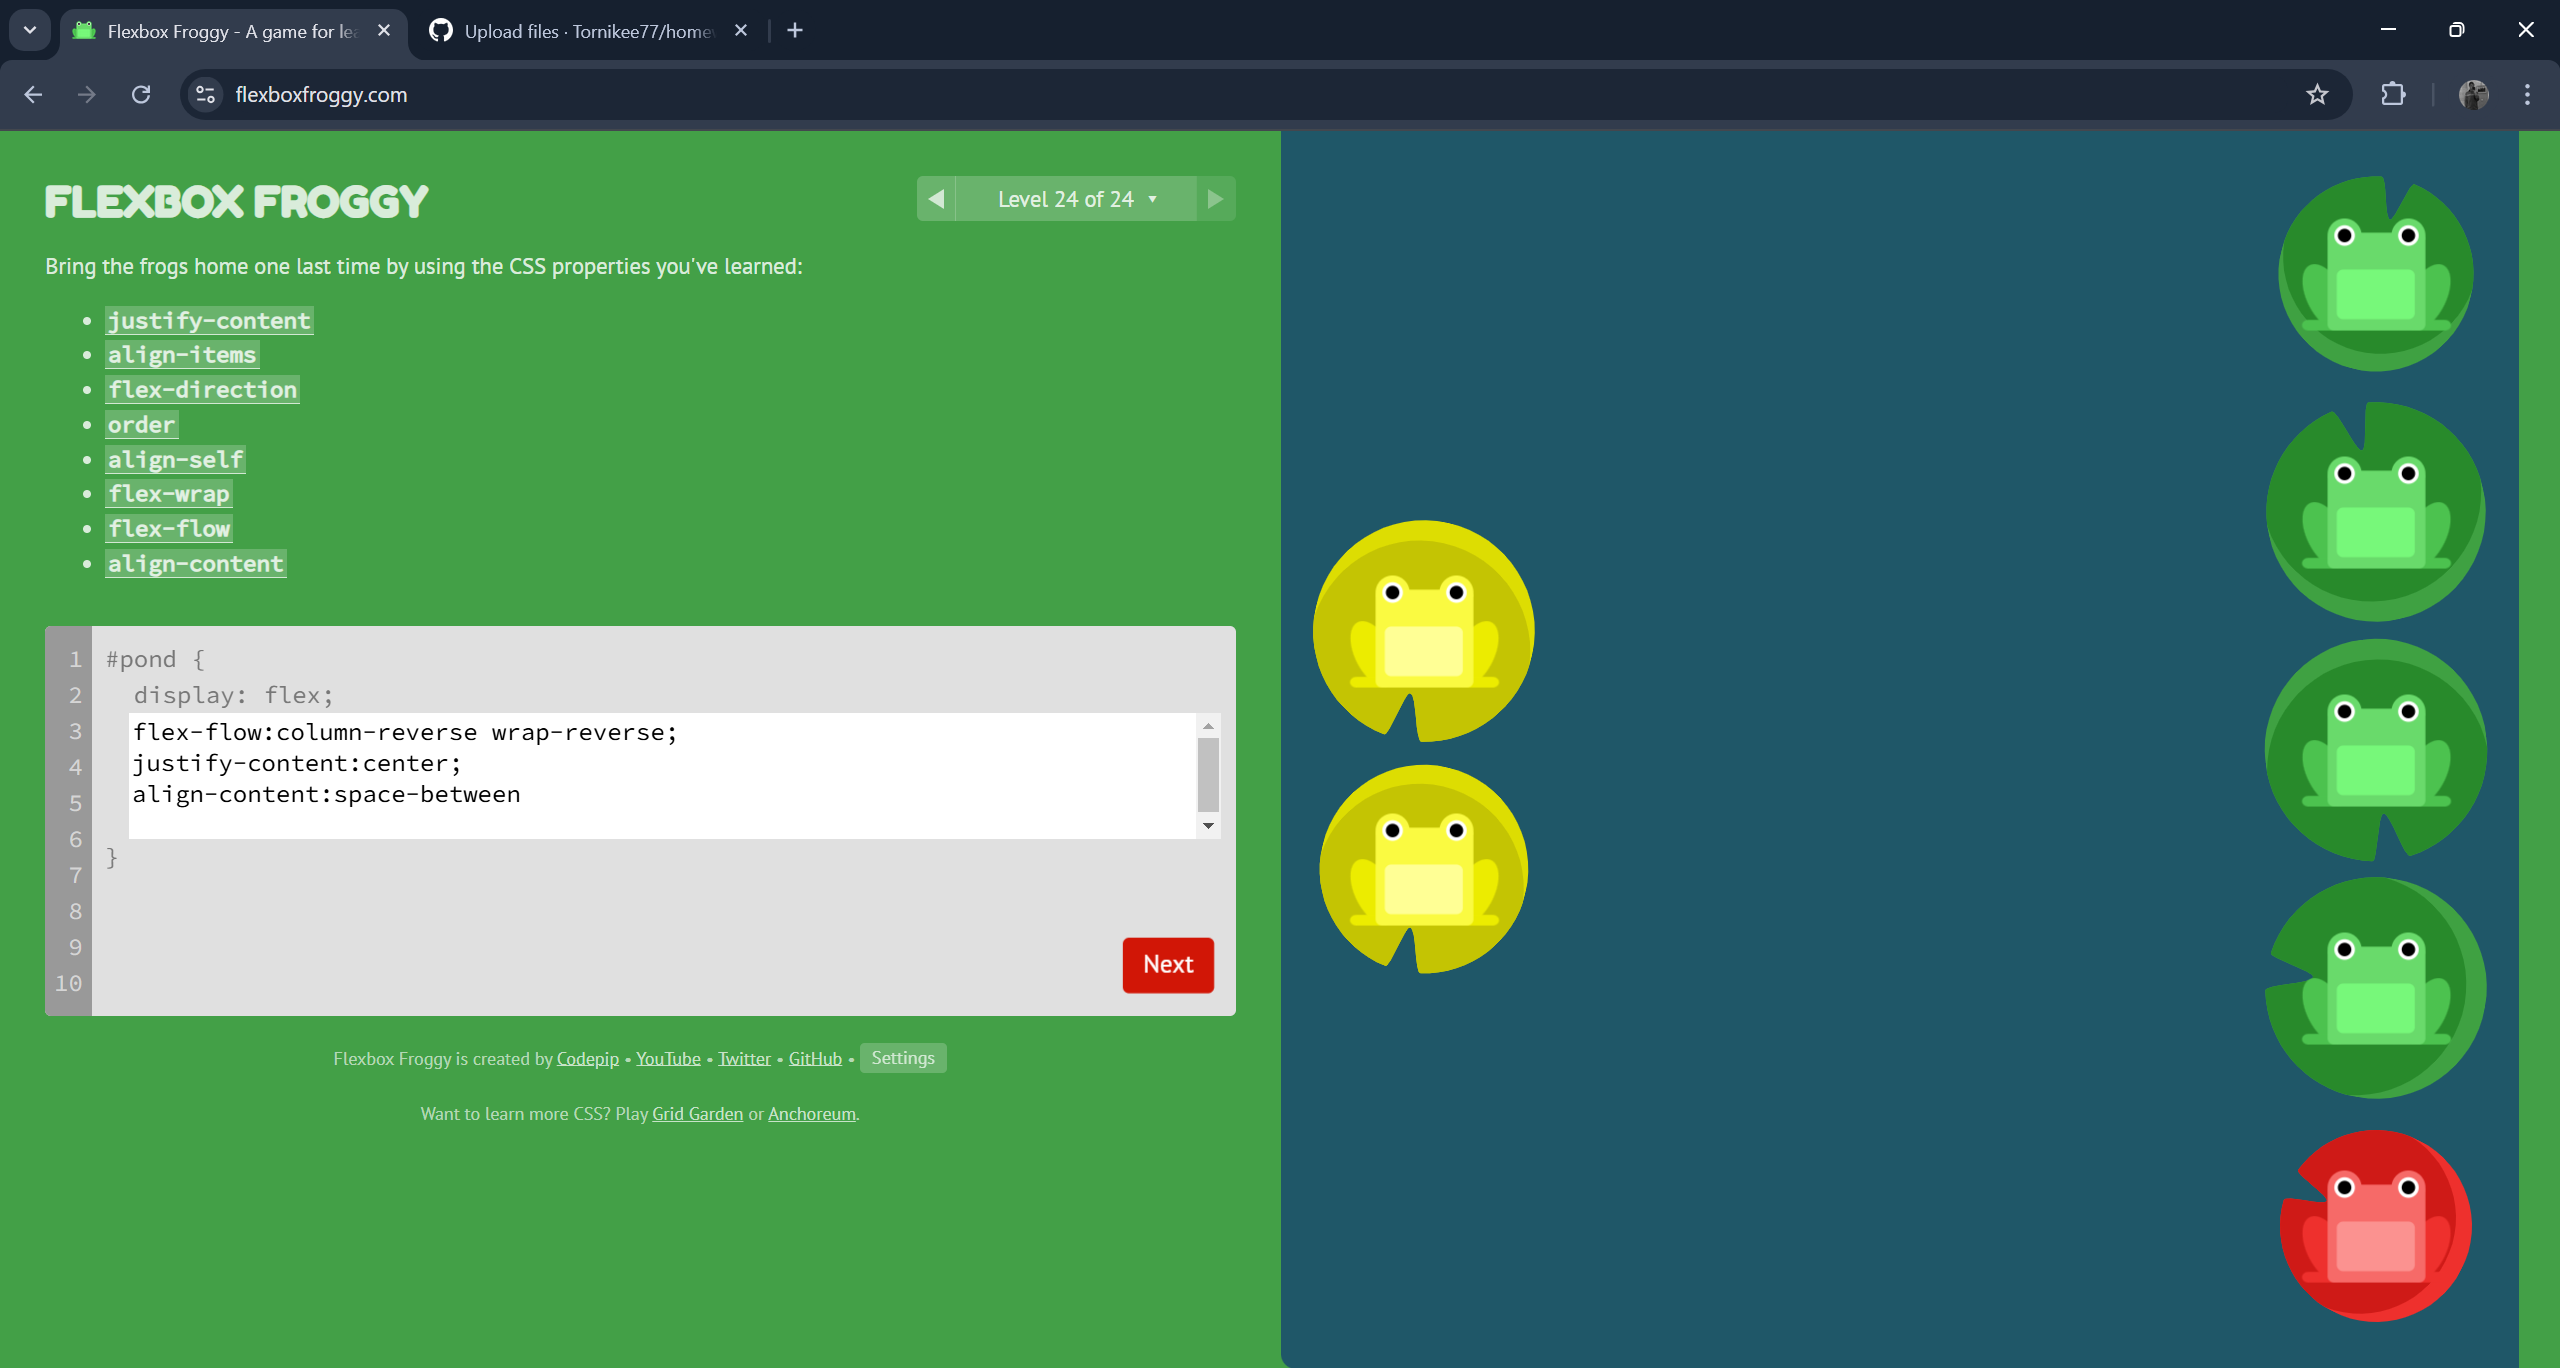 Flexbox Froggy - A game for lea
Upload files · Tornikee77/home
flexboxfroggy.com
FLEXBOX FROGGY
Level 24 of 24
Bring the frogs home one last time by using the CSS properties you've learned:
justify-content
align-items
flex-direction
order
align-self
flex-wrap
flex-flow
align-content
1 #pond {
2 display: flex;
3 flex-flow:column-reverse wrap-reverse;
4 justify-content:center;
5 align-content:space-between
6
7 }
8
9
10
Next
Flexbox Froggy is created by Codepip • YouTube • Twitter • GitHub • Settings
Want to learn more CSS? Play Grid Garden or Anchoreum.